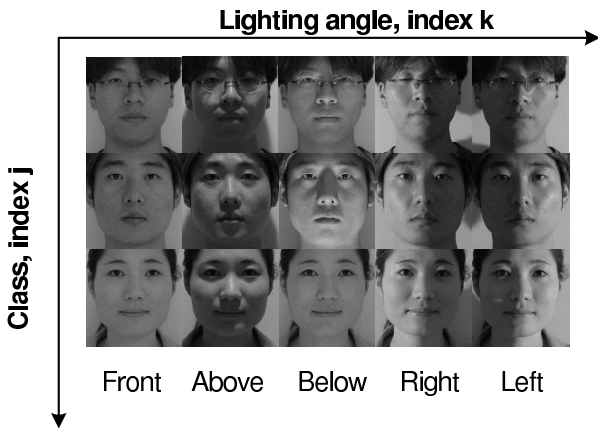 Lighting angle, index k
Class, index j
Front Above Below Right Left